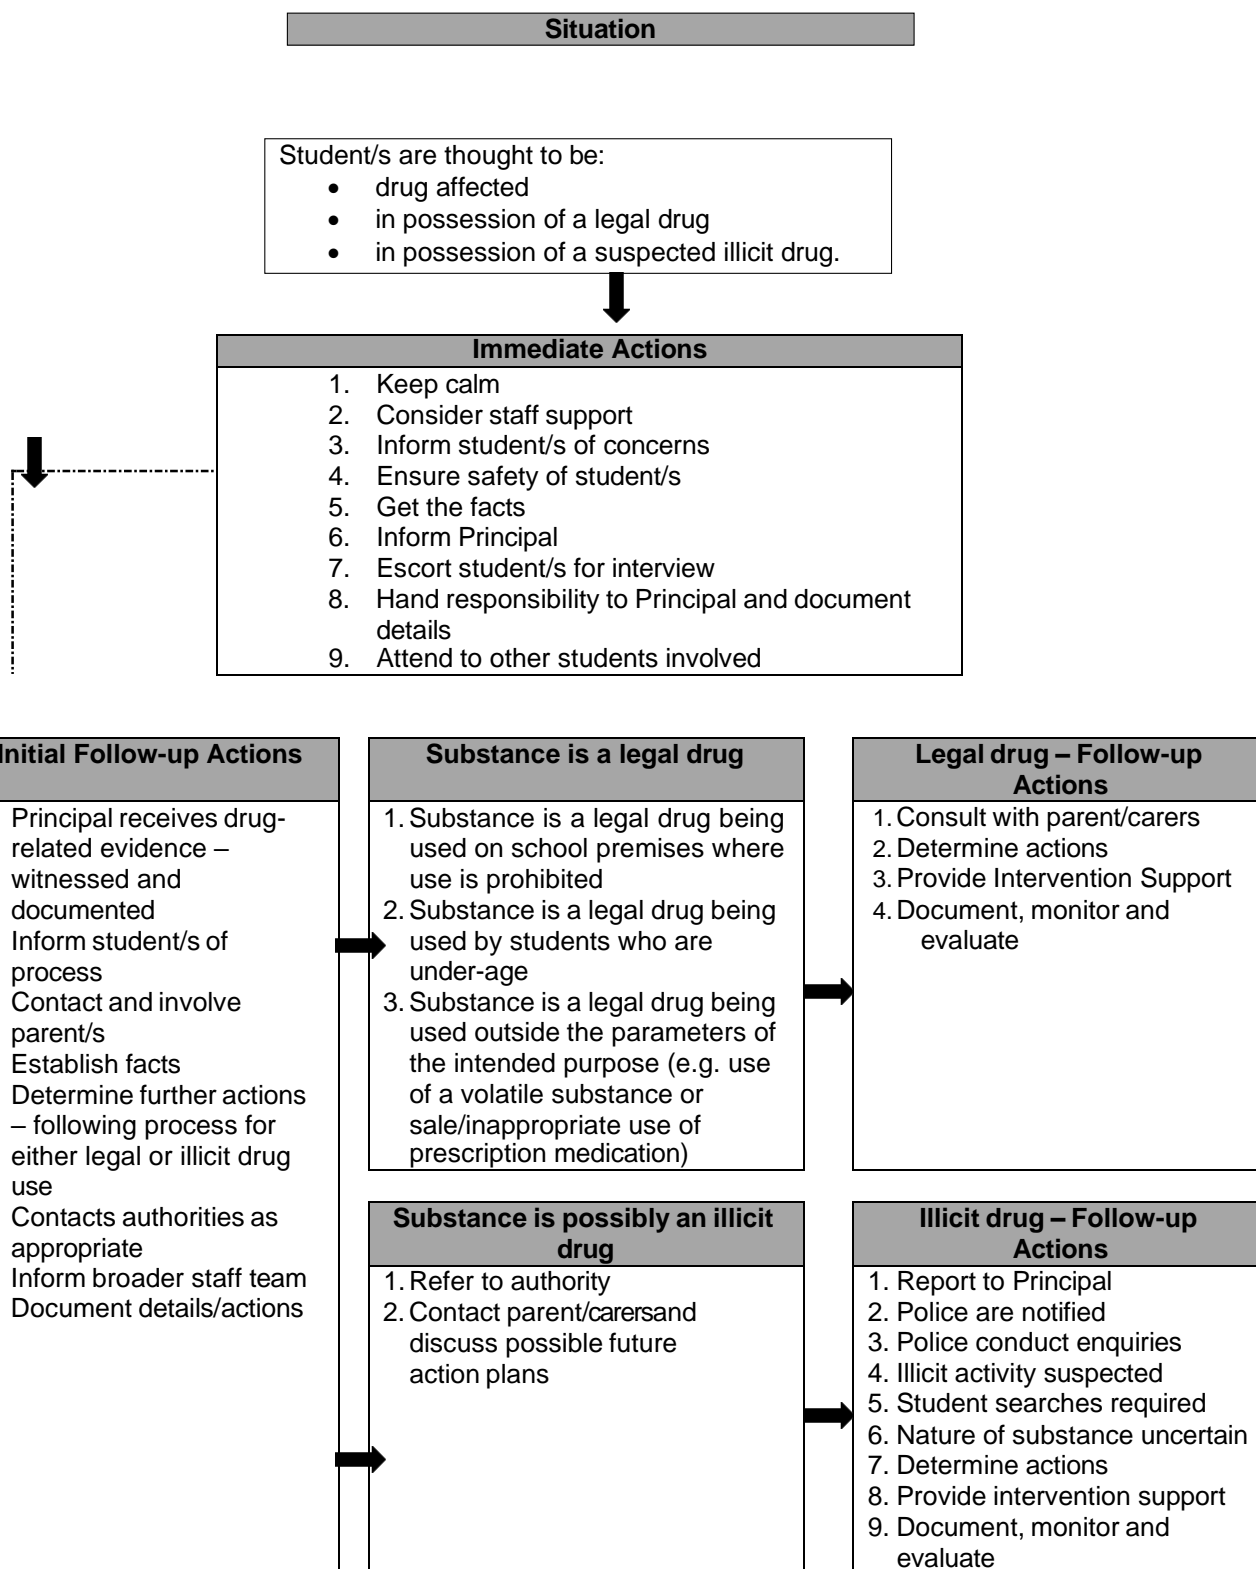 Situation
Student/s are thought to be:
• drug affected
• in possession of a legal drug
• in possession of a suspected illicit drug.
Immediate Actions
1. Keep calm
2. Consider staff support
3. Inform student/s of concerns
4. Ensure safety of student/s
5. Get the facts
6. Inform Principal
7. Escort student/s for interview
8. Hand responsibility to Principal and document
details
9. Attend to other students involved
Initial Follow-up Actions
Principal receives drug-
related evidence –
witnessed and
documented
Inform student/s of
process
Contact and involve
parent/s
Establish facts
Determine further actions
– following process for
either legal or illicit drug
use
Contacts authorities as
appropriate
Inform broader staff team
Document details/actions
Substance is a legal drug
1. Substance is a legal drug being
used on school premises where
use is prohibited
2. Substance is a legal drug being
used by students who are
under-age
3. Substance is a legal drug being
used outside the parameters of
the intended purpose (e.g. use
of a volatile substance or
sale/inappropriate use of
prescription medication)
Legal drug – Follow-up
Actions
1. Consult with parent/carers
2. Determine actions
3. Provide Intervention Support
4. Document, monitor and
evaluate
Substance is possibly an illicit
drug
1. Refer to authority
2. Contact parent/carersand
discuss possible future
action plans
Illicit drug – Follow-up
Actions
1. Report to Principal
2. Police are notified
3. Police conduct enquiries
4. Illicit activity suspected
5. Student searches required
6. Nature of substance uncertain
7. Determine actions
8. Provide intervention support
9. Document, monitor and
evaluate